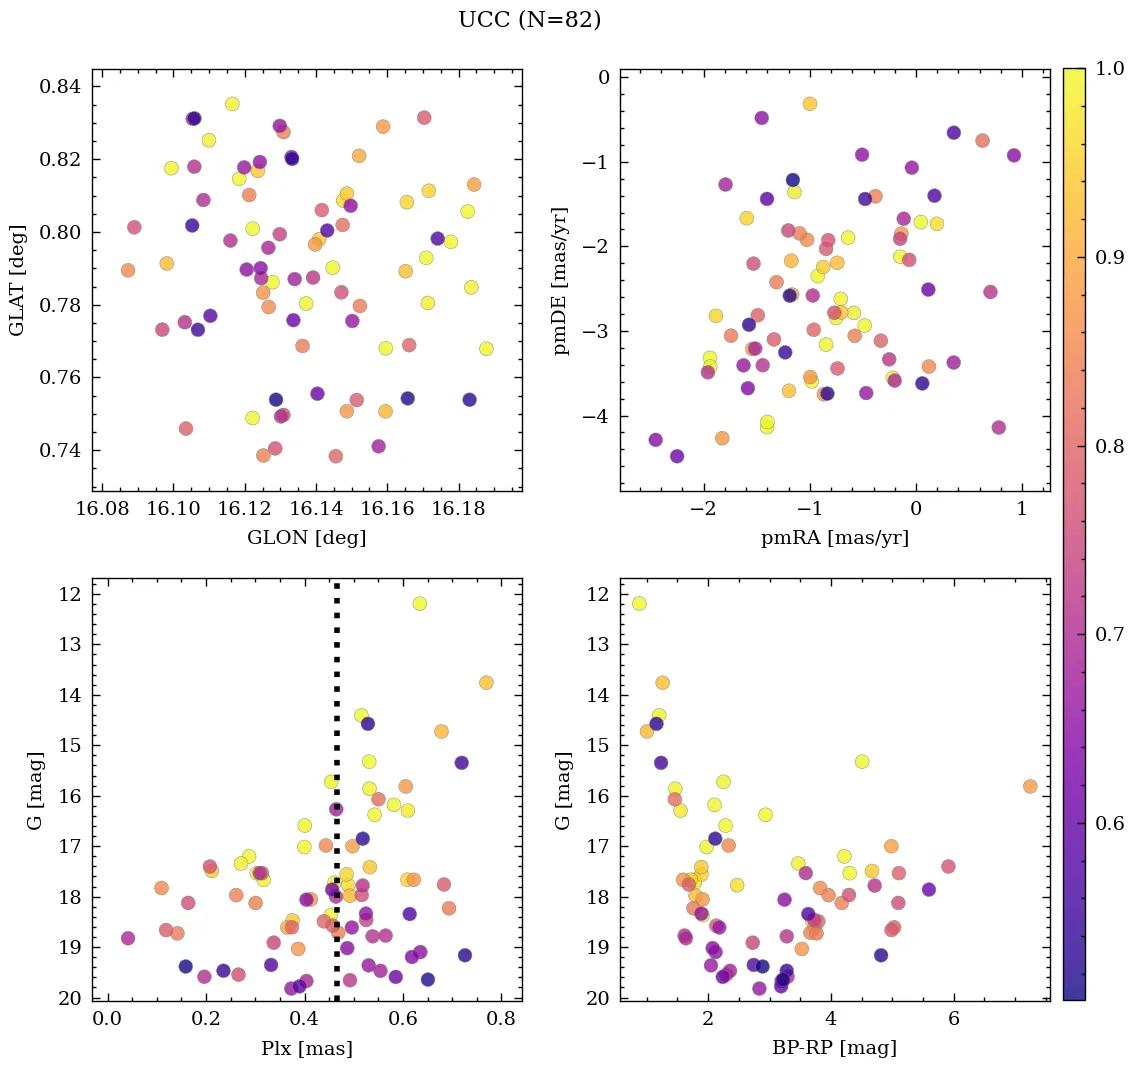 UCC (N=82)
0.84
0.82
0.80
0.78
0.76
0.74
GLAT [deg]
16.08 16.10 16.12 16.14 16.16 16.18
GLON [deg]
0
−1
−2
−3
−4
pmDE [mas/yr]
−2 −1 0 1
pmRA [mas/yr]
12
13
14
15
16
17
18
19
20
G [mag]
0.0 0.2 0.4 0.6 0.8
Plx [mas]
12
13
14
15
16
17
18
19
20
G [mag]
2 4 6
BP-RP [mag]
1.0
0.9
0.8
0.7
0.6